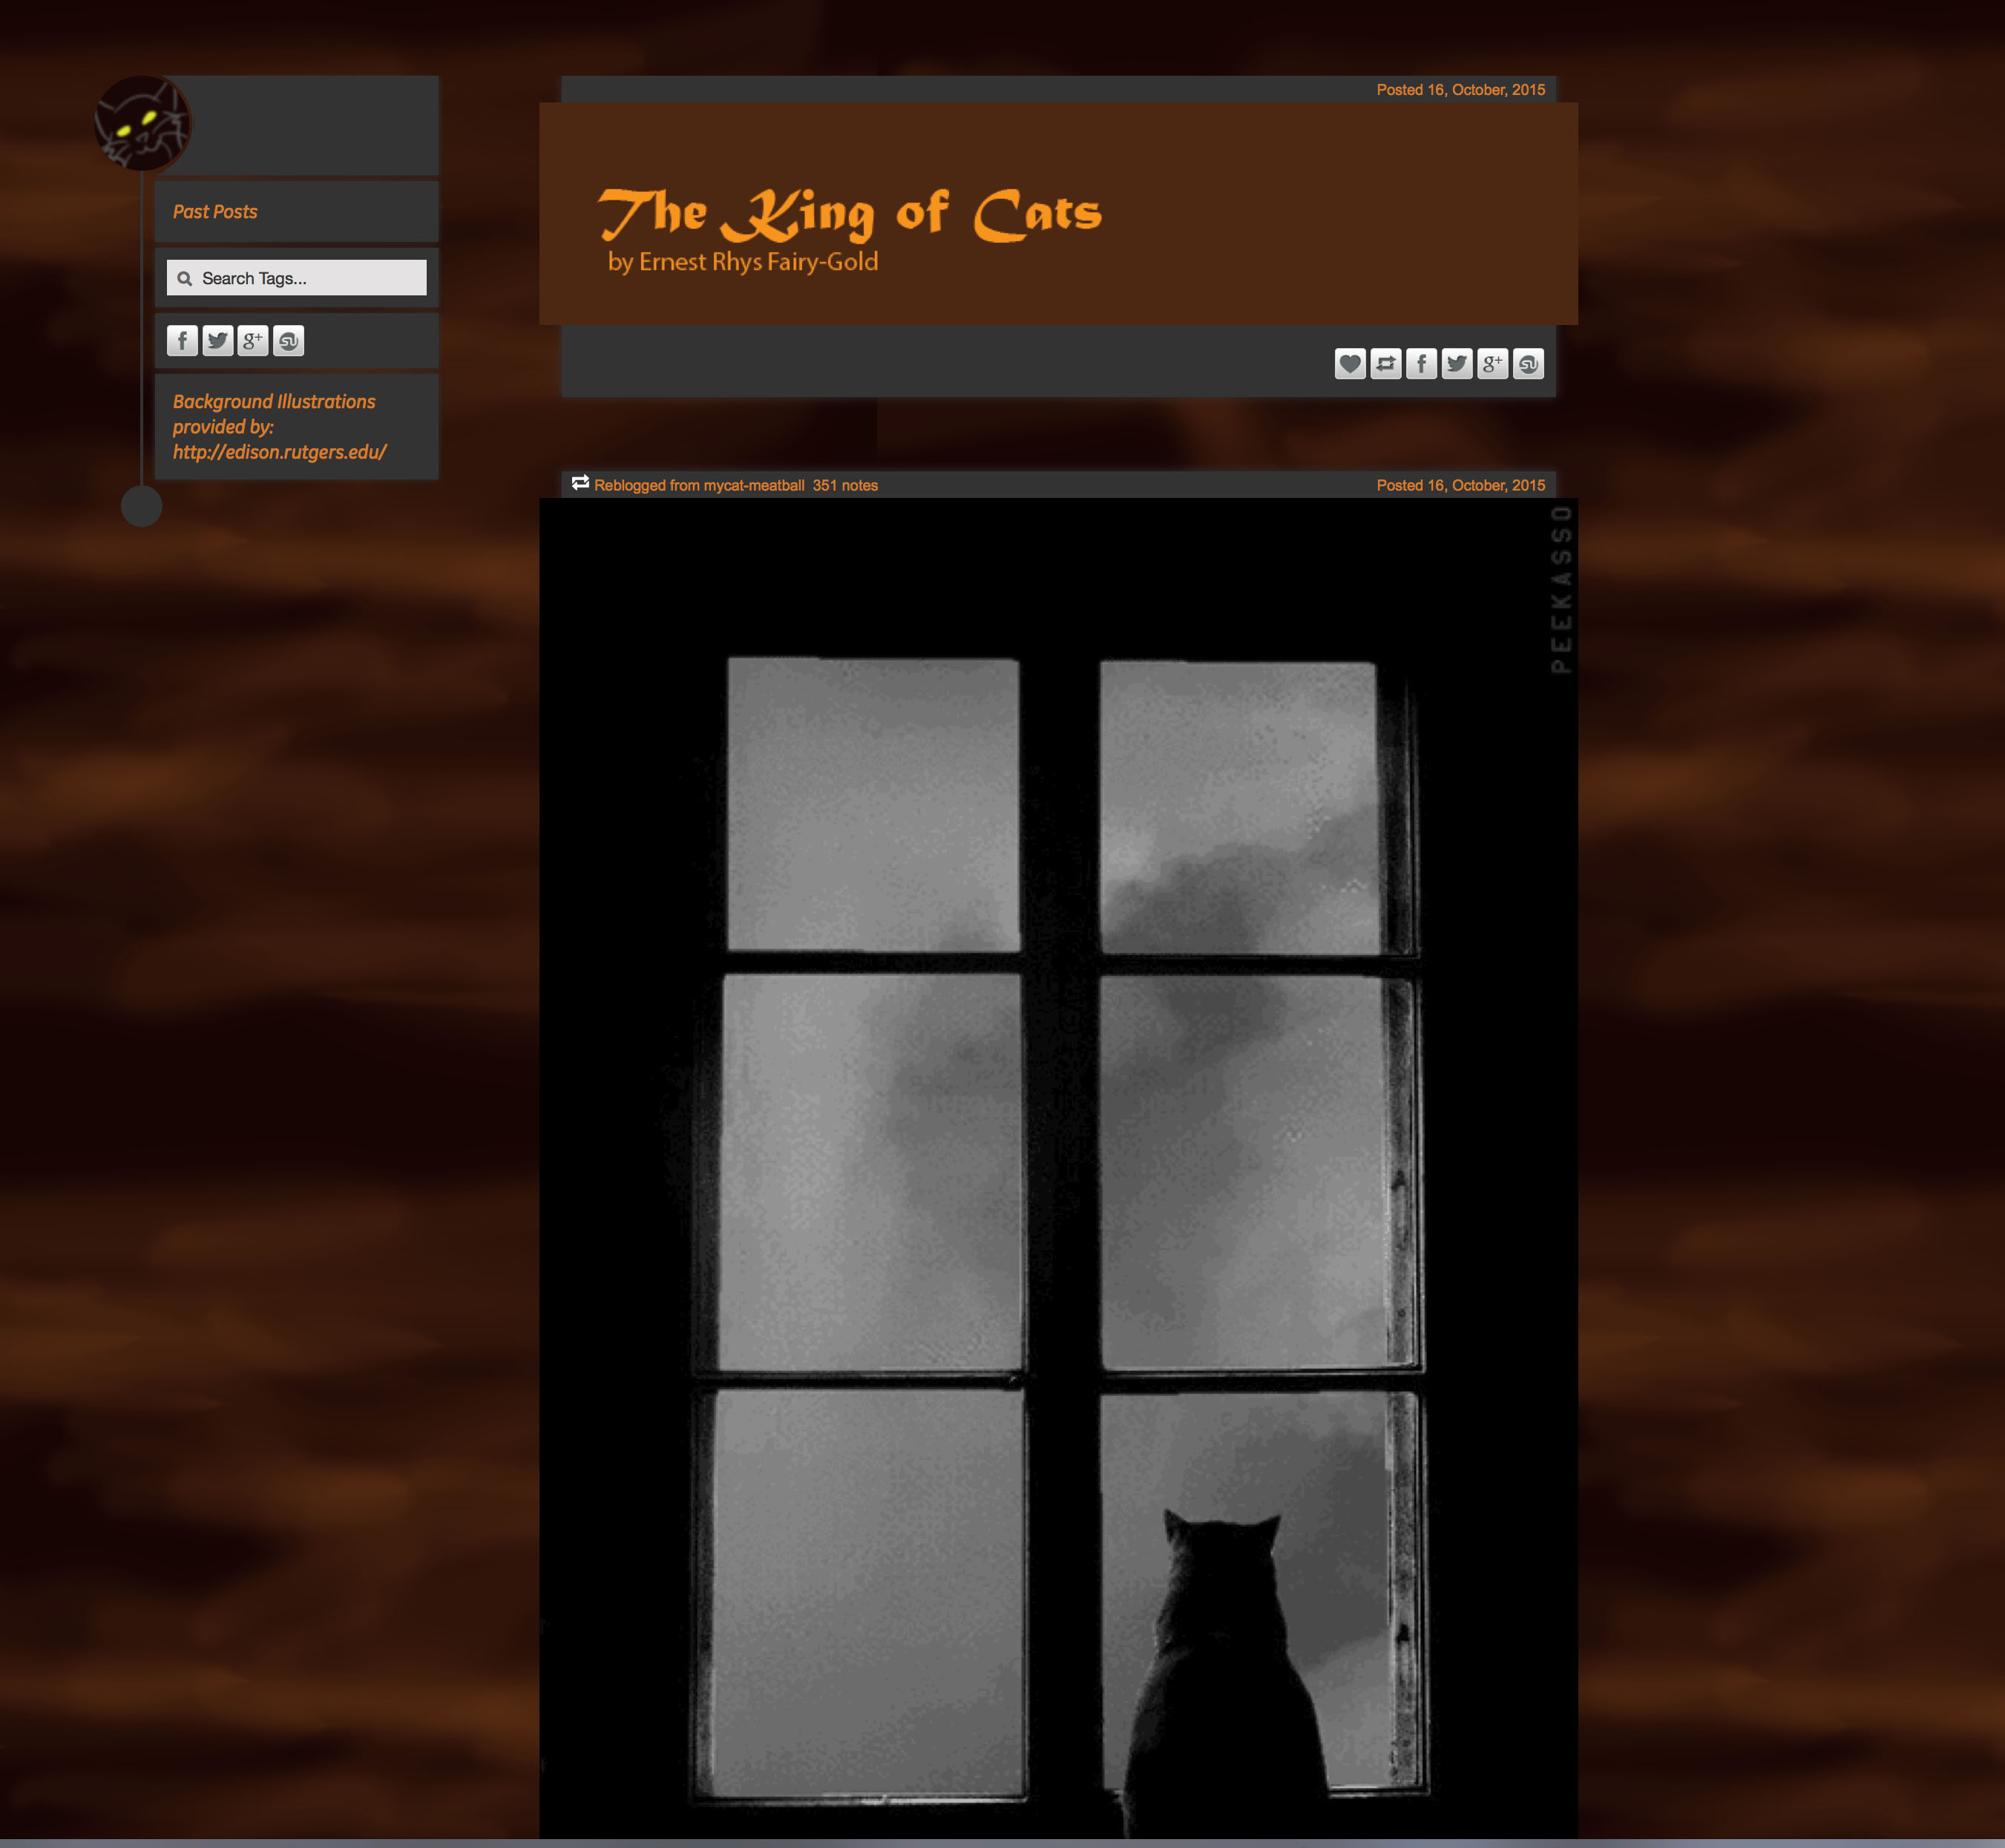 Past Posts
Search Tags...
f g+
Background Illustrations
provided by:
http://edison.rutgers.edu/
Posted 16, October, 2015
The King of Cats
by Ernest Rhys Fairy-Gold
f g+
Reblogged from mycat-meatball 351 notes
Posted 16, October, 2015
PEEKASSO